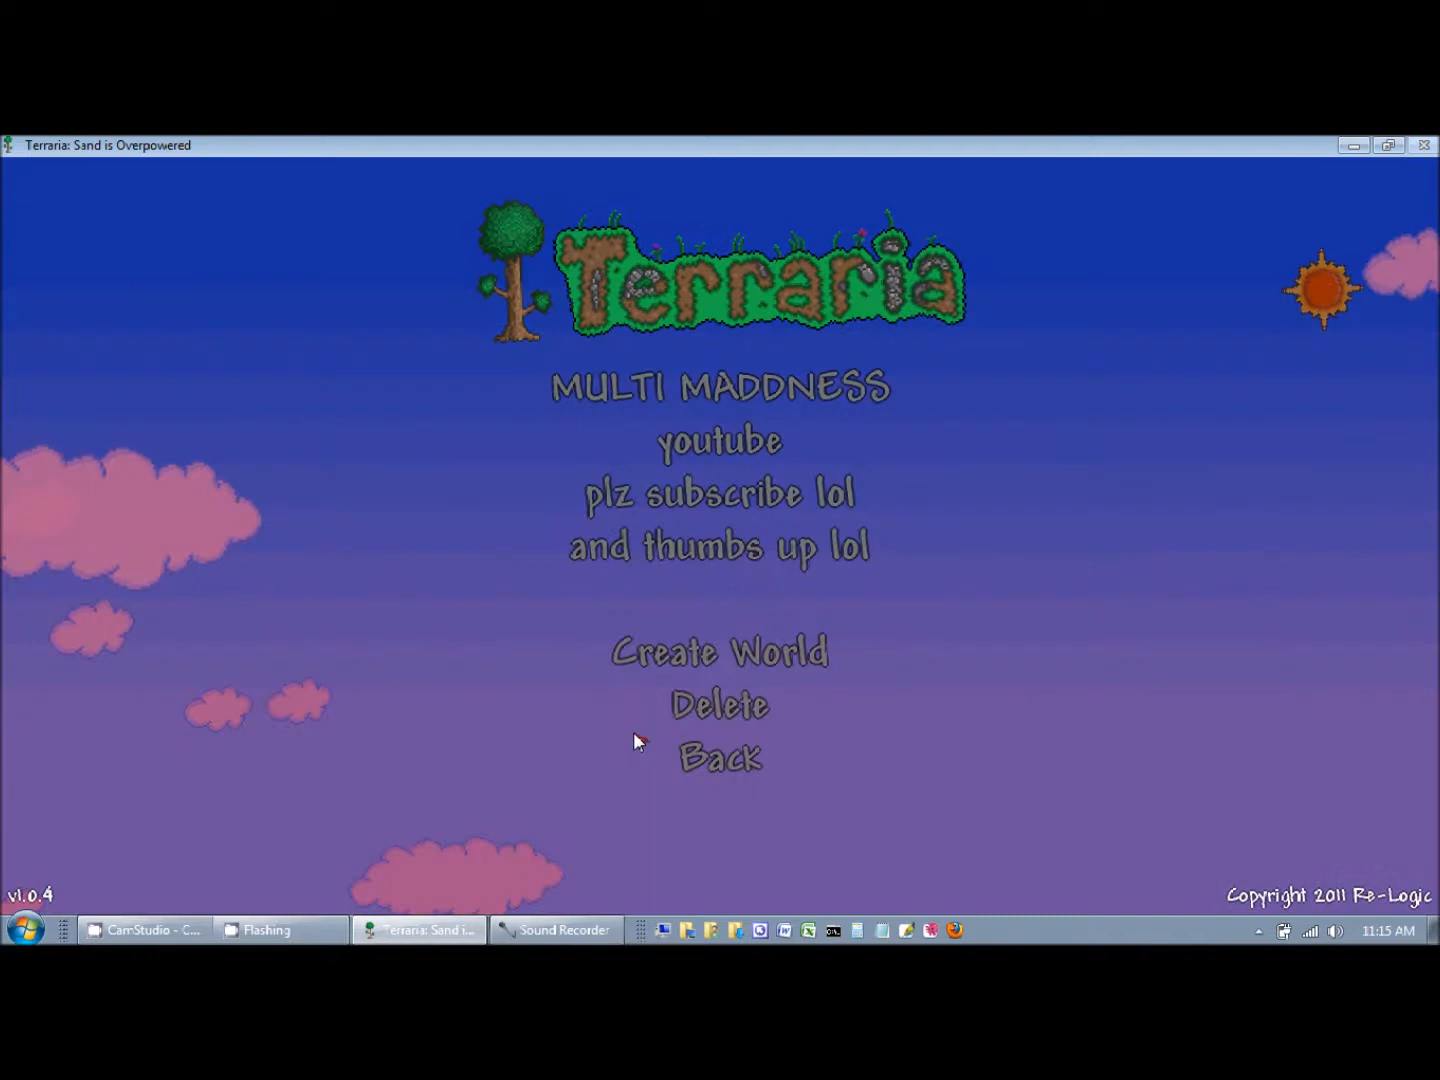 Terraria: Sand is Overpowered
Terraria
MULTI MADDNESS
youtube
plz subscribe lol
and thumbs up lol
Create World
Delete
Back
v1.0.4
Copyright 2011 Re-Logic
CamStudio - C...
Flashing
Terraria: Sand i...
Sound Recorder
11:15 AM